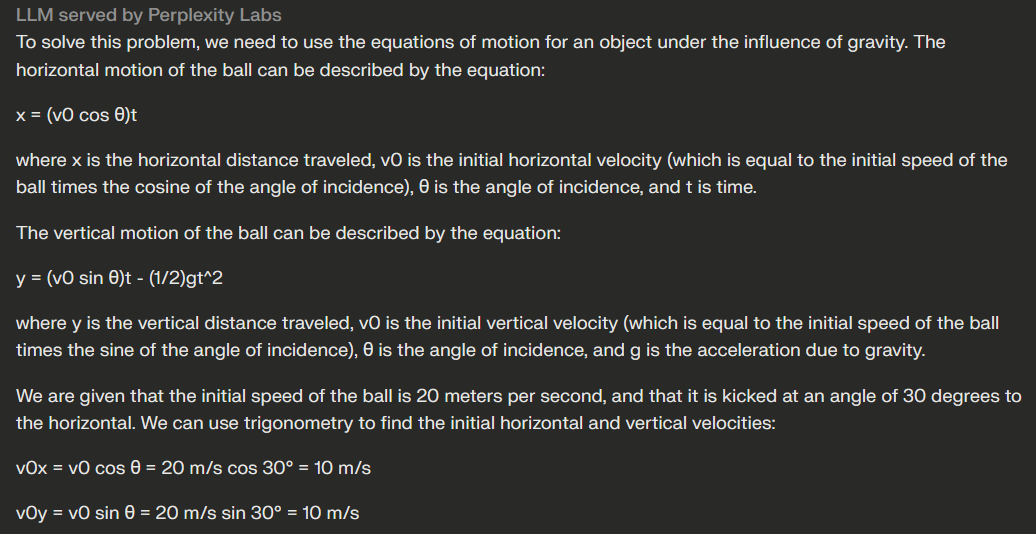 LLM served by Perplexity Labs
To solve this problem, we need to use the equations of motion for an object under the influence of gravity. The
horizontal motion of the ball can be described by the equation:
x = (v0 cos θ)t
where x is the horizontal distance traveled, v0 is the initial horizontal velocity (which is equal to the initial speed of the
ball times the cosine of the angle of incidence), θ is the angle of incidence, and t is time.
The vertical motion of the ball can be described by the equation:
y = (v0 sin θ)t - (1/2)gt^2
where y is the vertical distance traveled, v0 is the initial vertical velocity (which is equal to the initial speed of the ball
times the sine of the angle of incidence), θ is the angle of incidence, and g is the acceleration due to gravity.
We are given that the initial speed of the ball is 20 meters per second, and that it is kicked at an angle of 30 degrees to
the horizontal. We can use trigonometry to find the initial horizontal and vertical velocities:
v0x = v0 cos θ = 20 m/s cos 30° = 10 m/s
v0y = v0 sin θ = 20 m/s sin 30° = 10 m/s